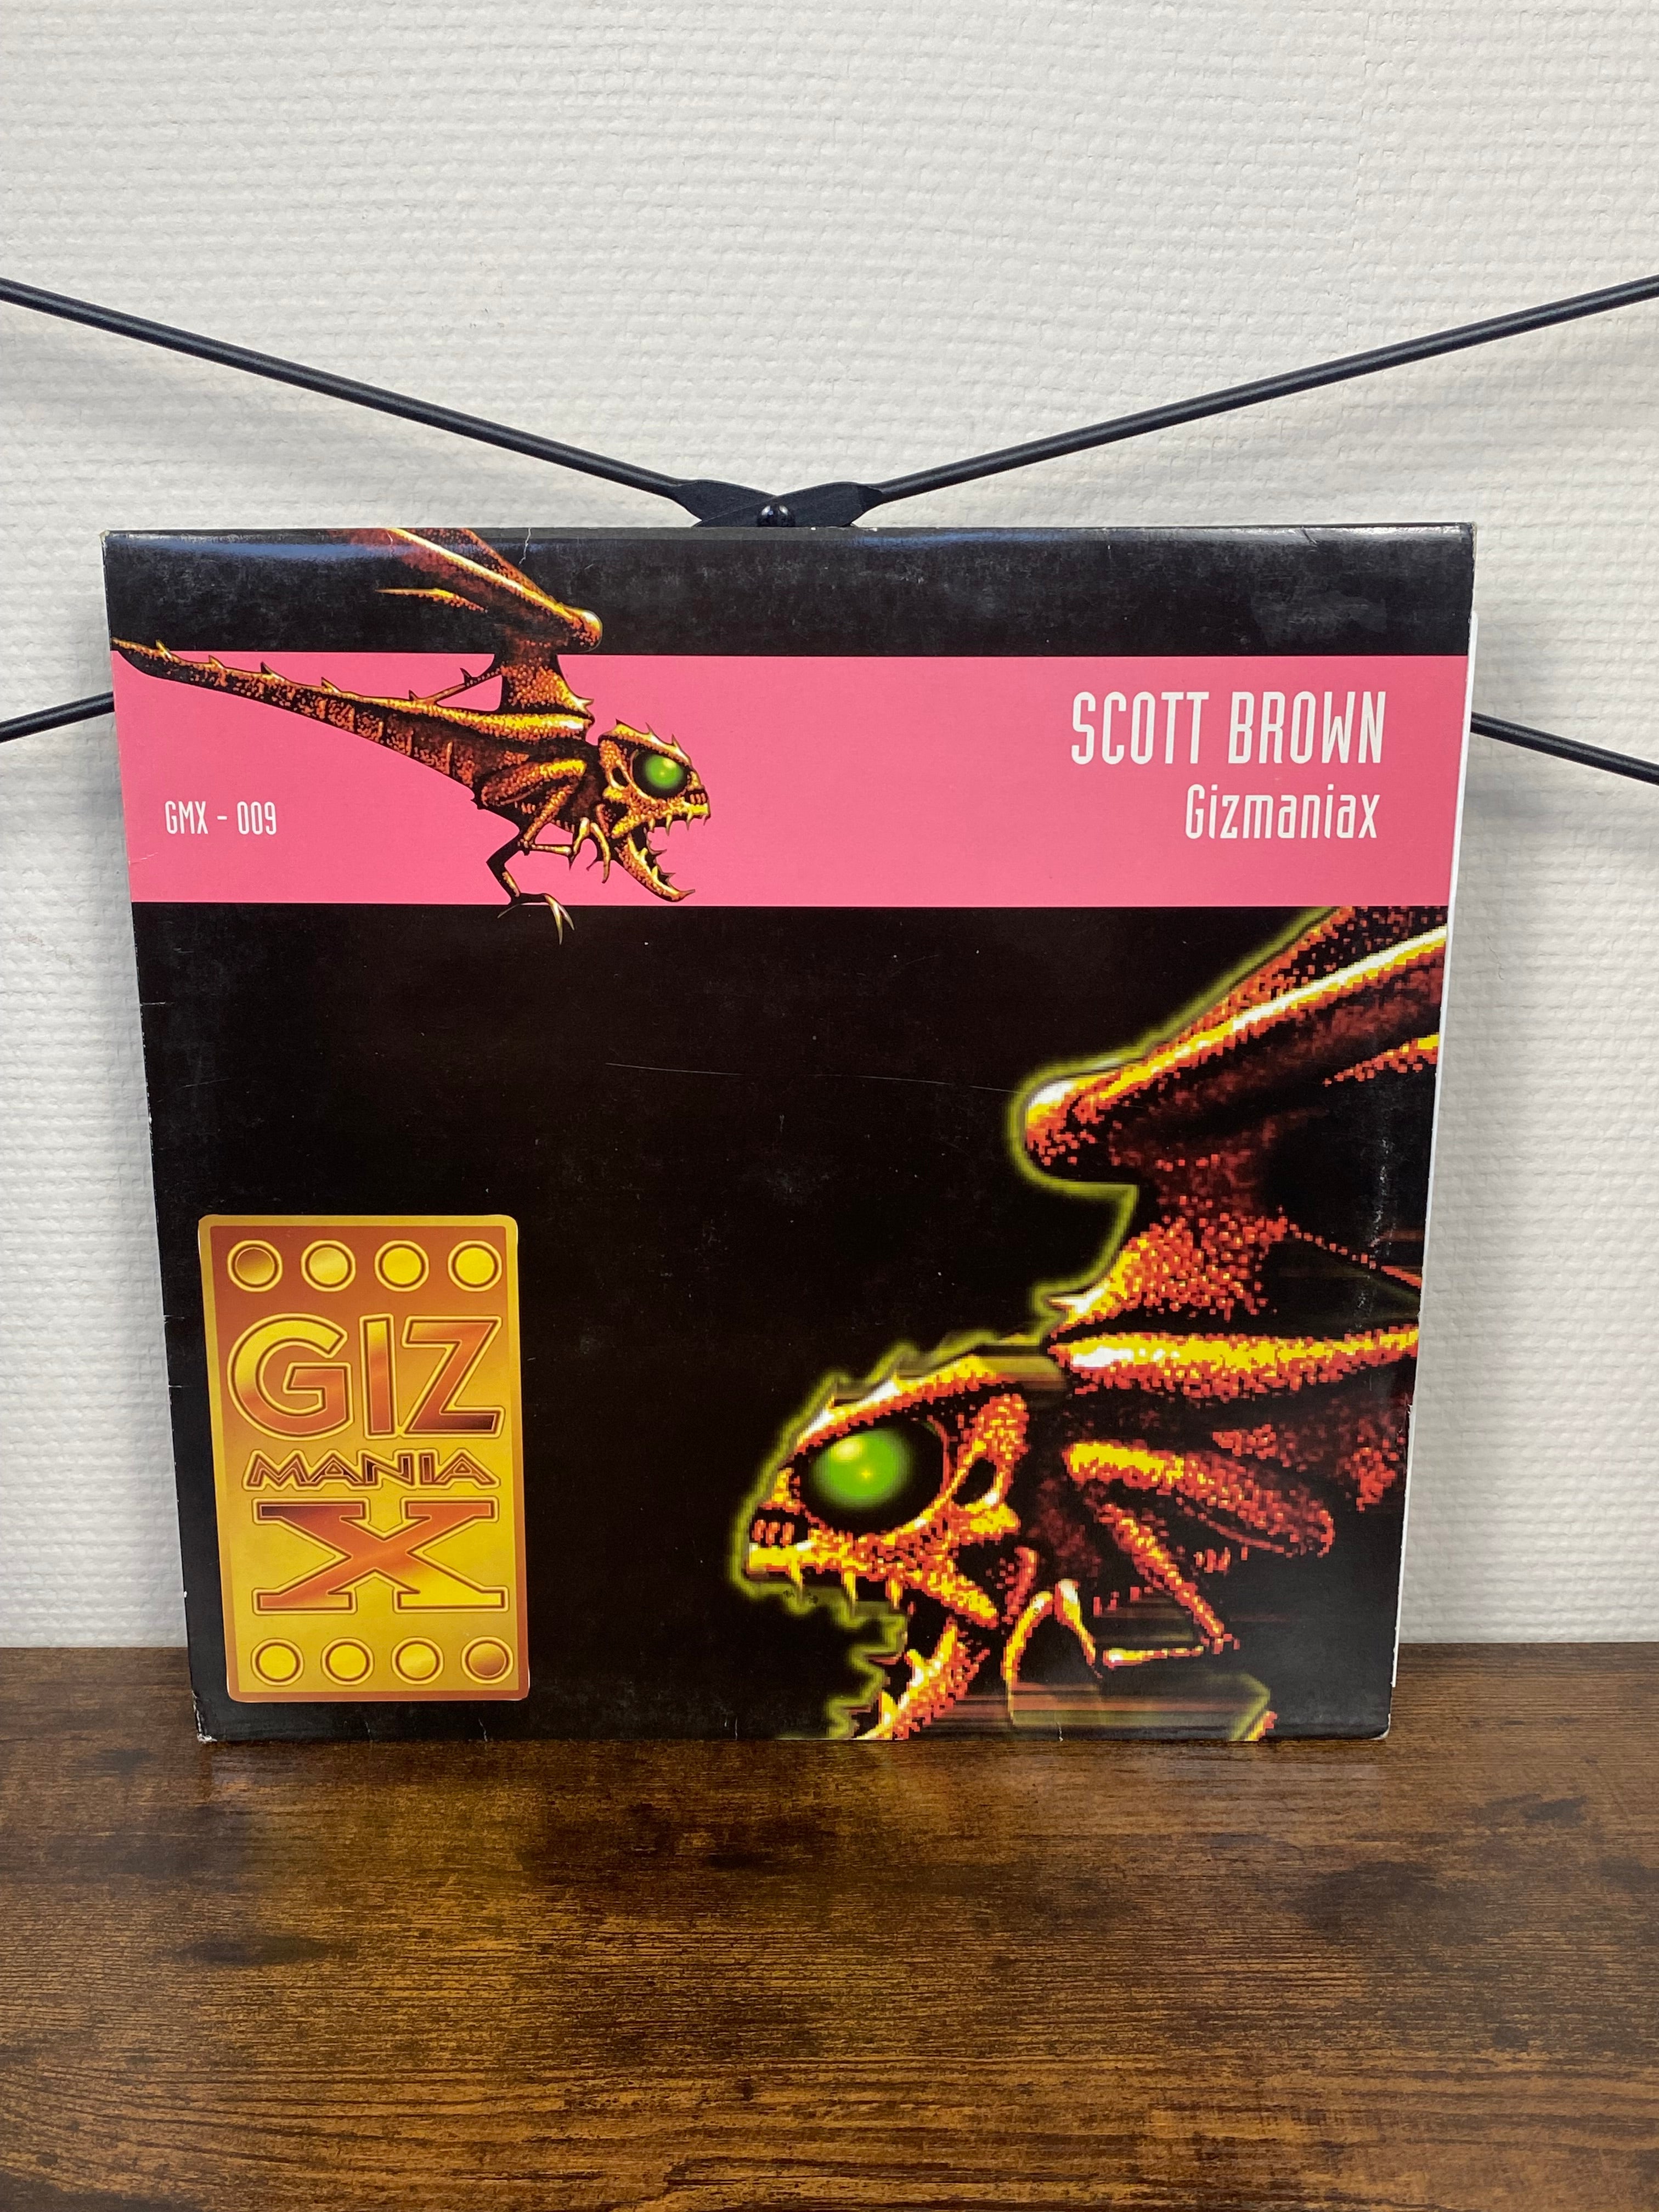 SCOTT BROWN
Gizmaniax
GMX - 009
GIZ
MANIA
X